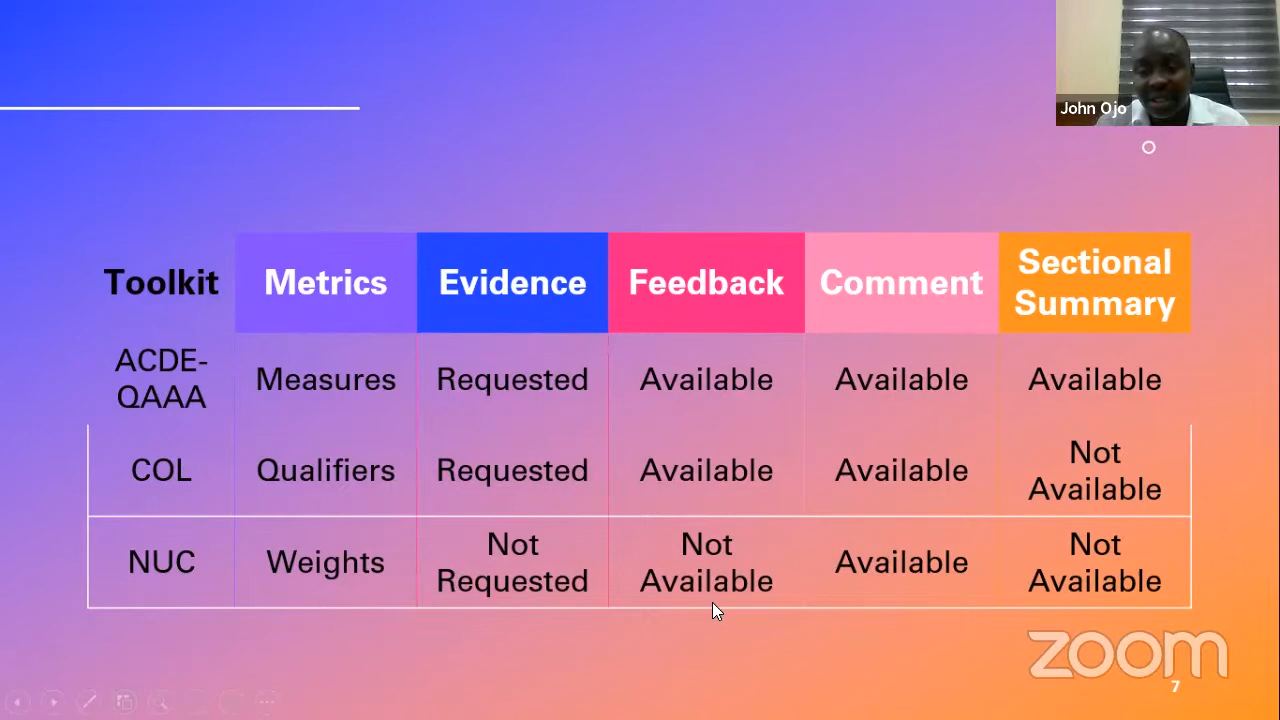 John Ojo
Toolkit Metrics Evidence Feedback Comment Sectional Summary
ACDE-QAAA Measures Requested Available Available Available
COL Qualifiers Requested Available Available Not Available
NUC Weights Not Requested Not Available Available Not Available
zoom
7